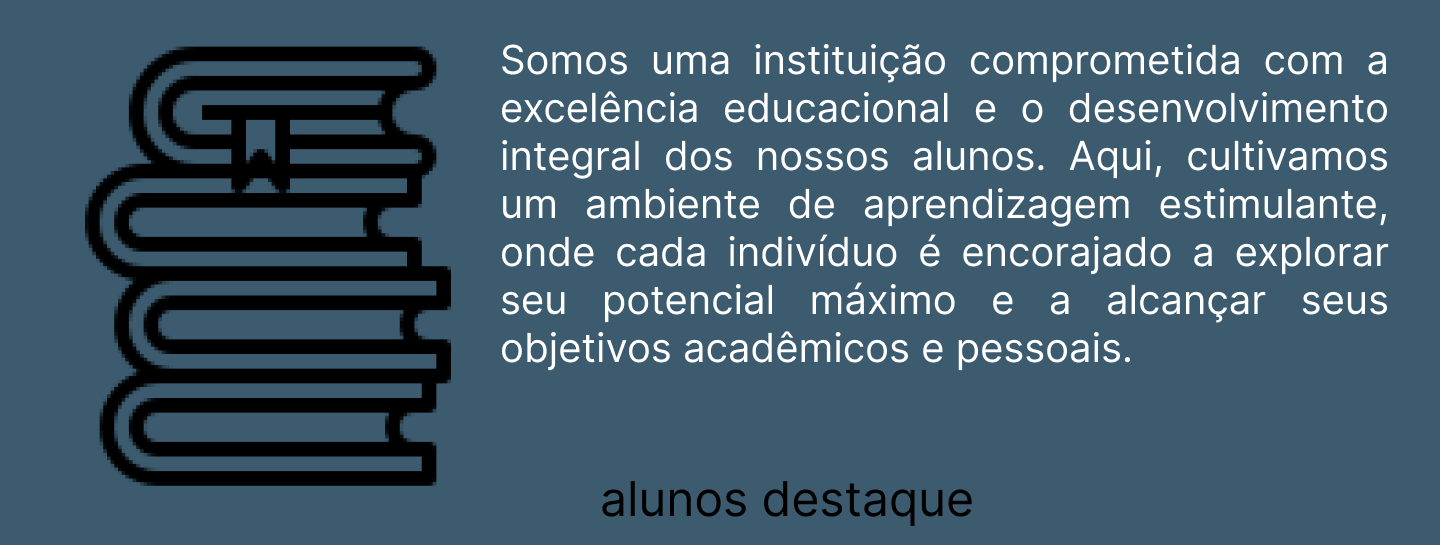 Somos uma instituição comprometida com a
excelência educacional e o desenvolvimento
integral dos nossos alunos. Aqui, cultivamos
um ambiente de aprendizagem estimulante,
onde cada indivíduo é encorajado a explorar
seu potencial máximo e a alcançar seus
objetivos acadêmicos e pessoais.
alunos destaque